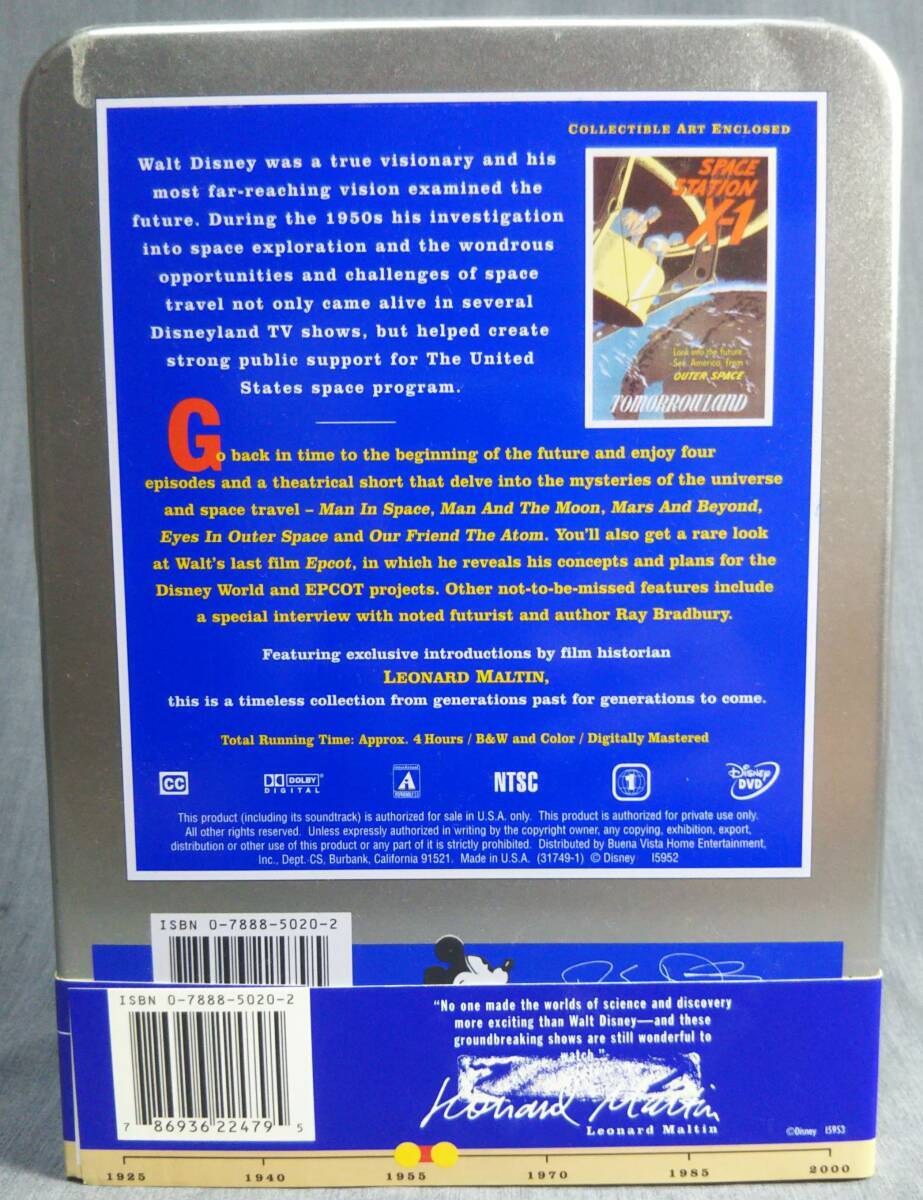 COLLECTIBLE ART ENCLOSED
Walt Disney was a true visionary and his
most far-reaching vision examined the
future. During the 1950s his investigation
into space exploration and the wondrous
opportunities and challenges of space
travel not only came alive in several
Disneyland TV shows, but helped create
strong public support for The United
States space program.
SPACE
STATION
X-1
Look into the future
See America from
OUTER SPACE
TOMORROWLAND
Go back in time to the beginning of the future and enjoy four
episodes and a theatrical short that delve into the mysteries of the universe
and space travel – Man In Space, Man And The Moon, Mars And Beyond,
Eyes In Outer Space and Our Friend The Atom. You'll also get a rare look
at Walt's last film Epcot, in which he reveals his concepts and plans for the
Disney World and EPCOT projects. Other not-to-be-missed features include
a special interview with noted futurist and author Ray Bradbury.
Featuring exclusive introductions by film historian
LEONARD MALTIN,
this is a timeless collection from generations past for generations to come.
Total Running Time: Approx. 4 Hours / B&W and Color / Digitally Mastered
CC
DOLBY
DIGITAL
A
NTSC
1
DISNEY
DVD
This product (including its soundtrack) is authorized for sale in U.S.A. only. This product is authorized for private use only.
All other rights reserved. Unless expressly authorized in writing by the copyright owner, any copying, exhibition, export,
distribution or other use of this product or any part of it is strictly prohibited. Distributed by Buena Vista Home Entertainment,
Inc., Dept. CS, Burbank, California 91521. Made in U.S.A. (31749-1) © Disney 15952
ISBN 0-7888-5020-2
ISBN 0-7888-5020-2
7 86936 22479 5
"No one made the worlds of science and discovery
more exciting than Walt Disney—and these
groundbreaking shows are still wonderful to
watch."
Leonard Maltin
Leonard Maltin
©Disney 15953
1925 1940 1955 1970 1985 2000